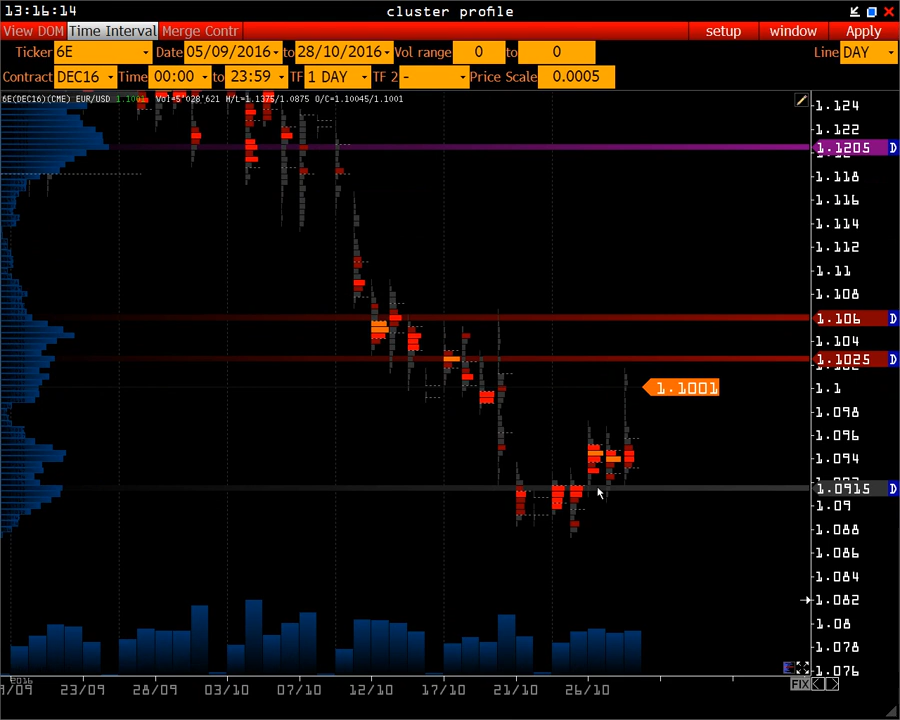 13:16:14 cluster profile
View DOM Time Interval Merge Contr setup window Apply
Ticker 6E Date 05/09/2016 to 28/10/2016 Vol range 0 to 0 Line DAY
Contract DEC16 Time 00:00 to 23:59 TF 1 DAY TF 2 - Price Scale 0.0005
6E(DEC16)(CME) EUR/USD 1.1001 Vol=5°028°621 H/L=1.1375/1.0875 O/C=1.10045/1.1001
1.124
1.122
1.1205 D
1.118
1.116
1.114
1.112
1.11
1.108
1.106 D
1.104
1.1025 D
1.1
1.1001
1.098
1.096
1.094
1.0915 D
1.09
1.088
1.086
1.084
1.082
1.08
1.078
1.076
2016
FIX
23/09 28/09 03/10 07/10 12/10 17/10 21/10 26/10